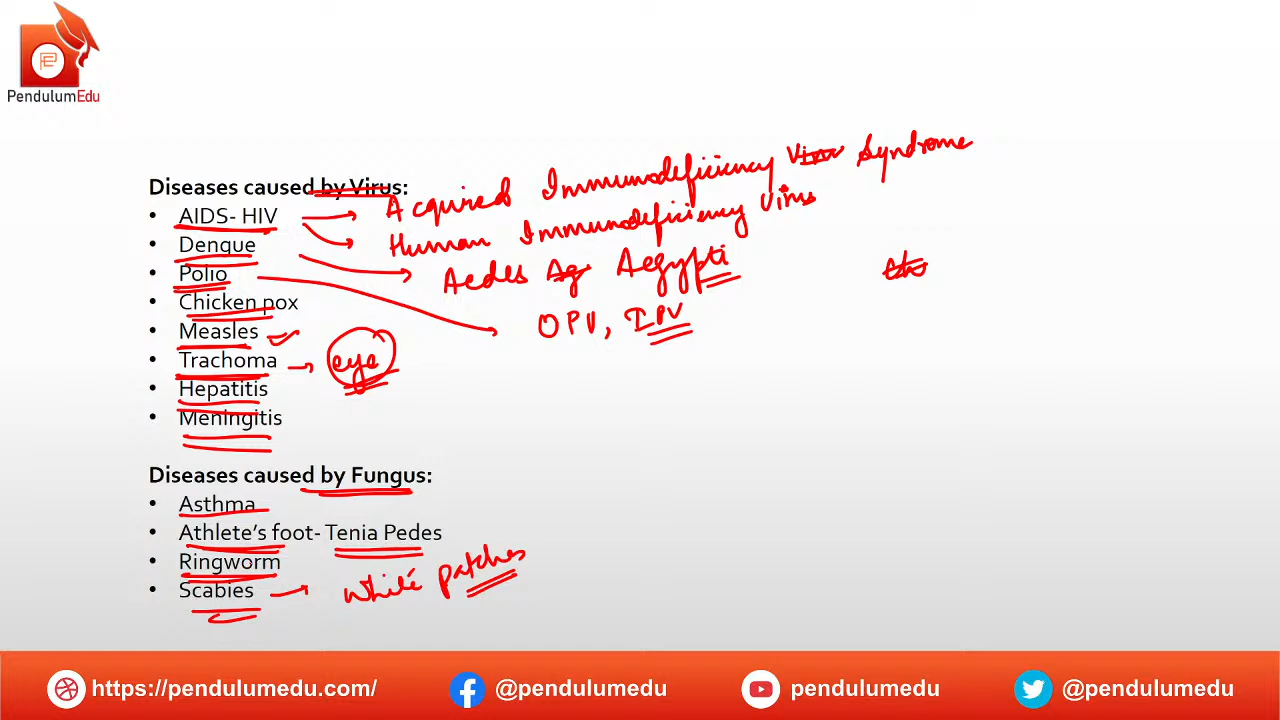 PendulumEdu
Diseases caused by Virus:
• AIDS- HIV
Acquired Immunodeficiency Syndrome
Human Immunodeficiency Virus
• Dengue
Aedes Aegypti
• Polio
OPV, IPV
• Chicken pox
• Measles
• Trachoma
eye
• Hepatitis
• Meningitis
Diseases caused by Fungus:
• Asthma
• Athlete's foot- Tenia Pedes
• Ringworm
• Scabies
white patches
https://pendulumedu.com/
@pendulumedu
pendulumedu
@pendulumedu